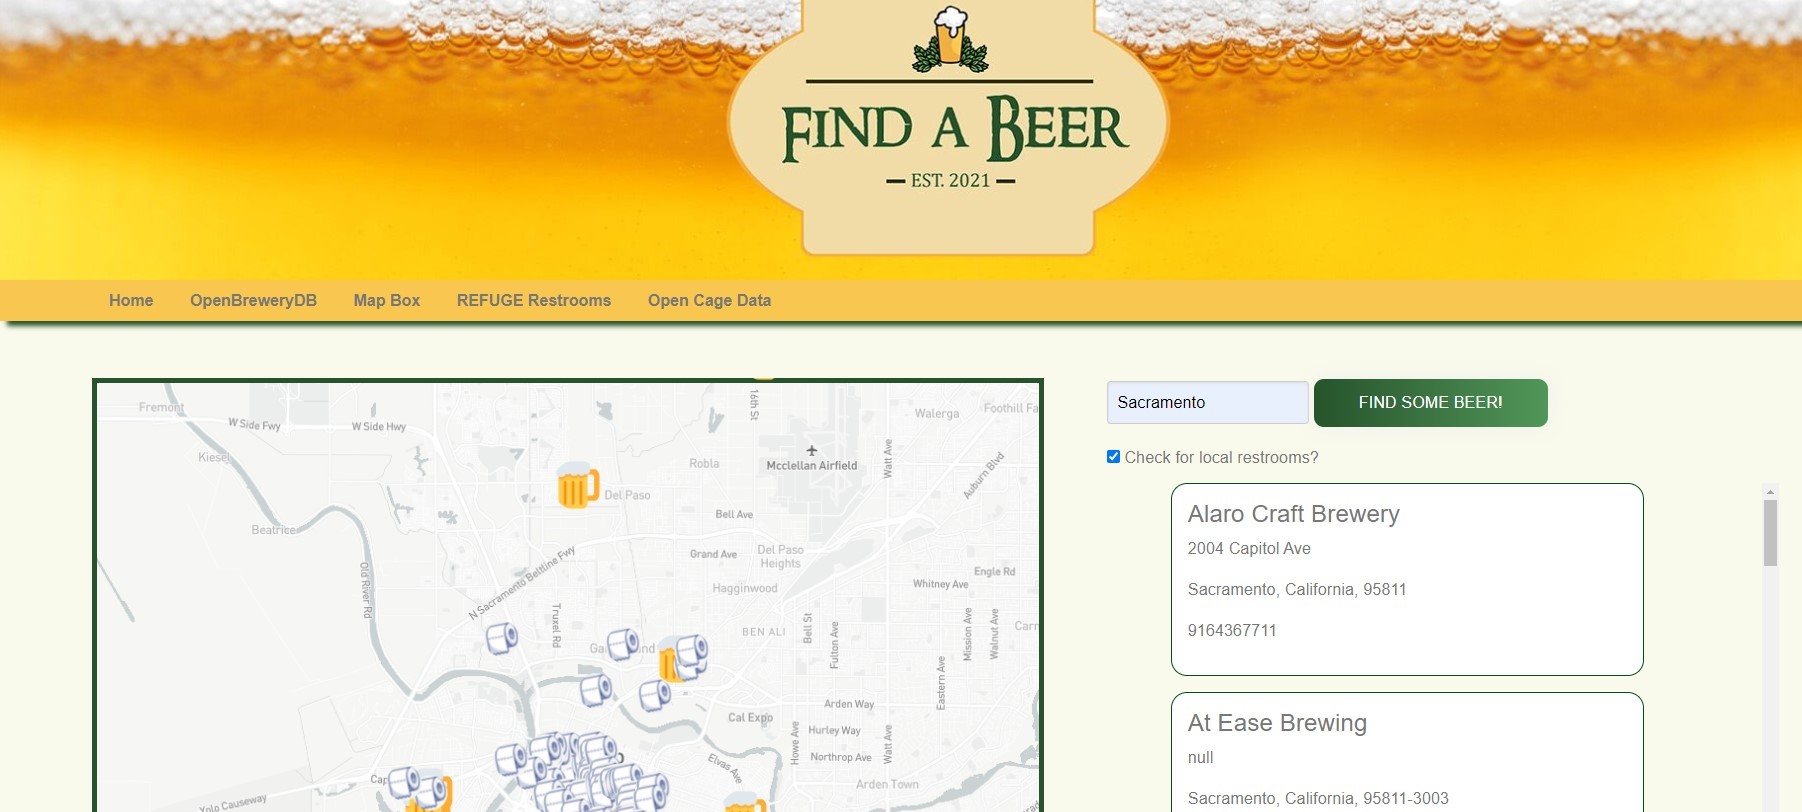 FIND A BEER
EST. 2021
Home OpenBreweryDB Map Box REFUGE Restrooms Open Cage Data
Sacramento FIND SOME BEER!
Check for local restrooms?
Alaro Craft Brewery
2004 Capitol Ave
Sacramento, California, 95811
9164367711
At Ease Brewing
null
Sacramento, California, 95811-3003
Fremont
W Side Fwy
W Side Hwy
16th St
Walerga
Foothill Fa
Kiesel
Robla
Mcclellan Airfield
Watt Ave
Auburn Blvd
Del Paso
Beatrice
Bell Ave
Old River Rd
N Sacramento Beltline Fwy
Grand Ave
Del Paso
Heights
Engle Rd
Whitney Ave
Hagginwood
Truxel Rd
BEN ALI
Bell St
Fulton Ave
Mission Ave
Walnut Ave
Carn
Eastern Ave
Arden Way
Cal Expo
Hurley Way
Howe Ave
Watt Ave
Northrop Ave
Elvas Ave
Arden Town
Yolo Causeway